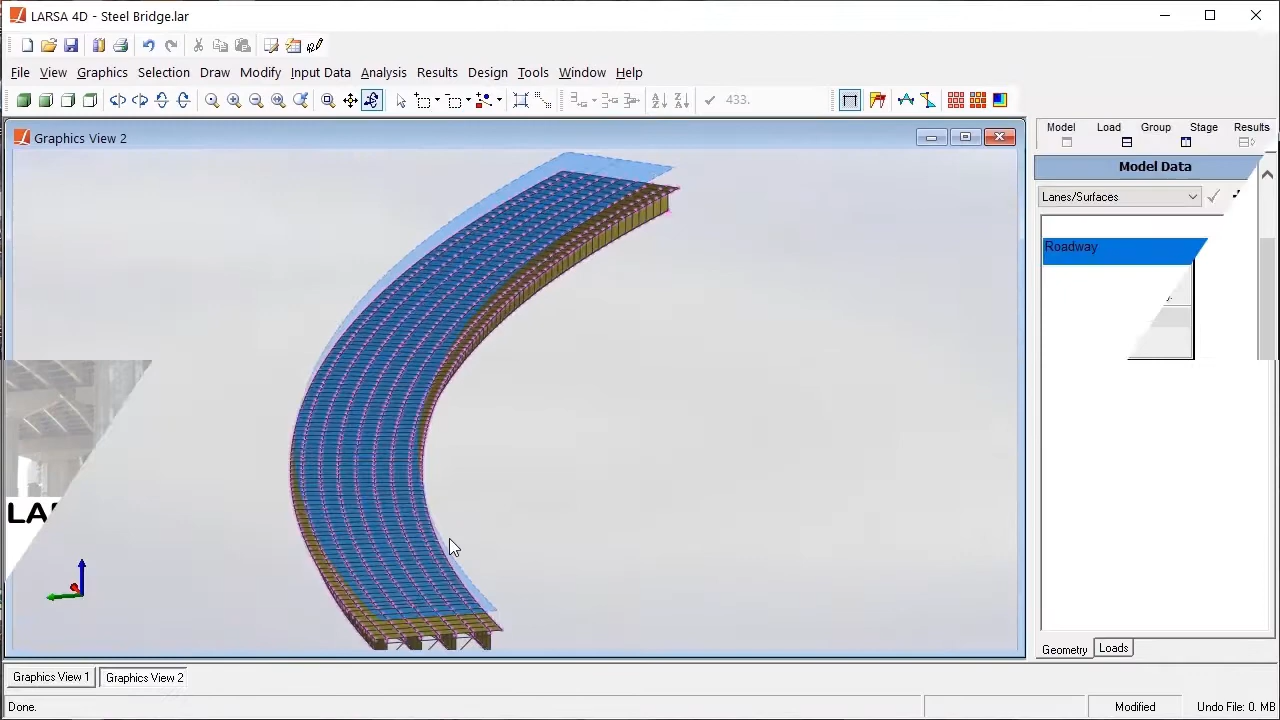 LARSA 4D - Steel Bridge.lar
File View Graphics Selection Draw Modify Input Data Analysis Results Design Tools Window Help
433.
Graphics View 2
Model Load Group Stage Results
Model Data
Lanes/Surfaces
Roadway
LA
Geometry Loads
Graphics View 1 Graphics View 2
Done. Modified Undo File: 0. MB